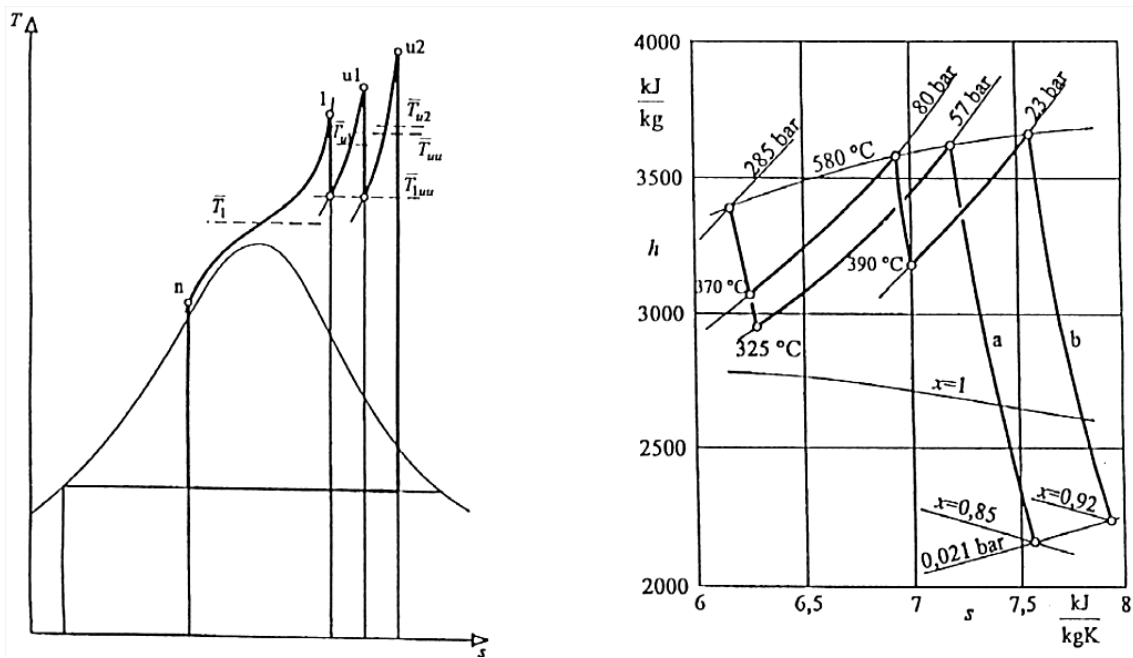 T
u2
u1
1
T̅u2
T̅u1
T̅uu
T̅1uu
T̅1
n
s
4000
kJ
kg
3500
h
3000
2500
2000
285 bar
580 °C
80 bar
57 bar
23 bar
370 °C
390 °C
325 °C
a
b
x=1
x=0,85
x=0,92
0,021 bar
6
6,5
7
s
7,5
kJ
kgK
8